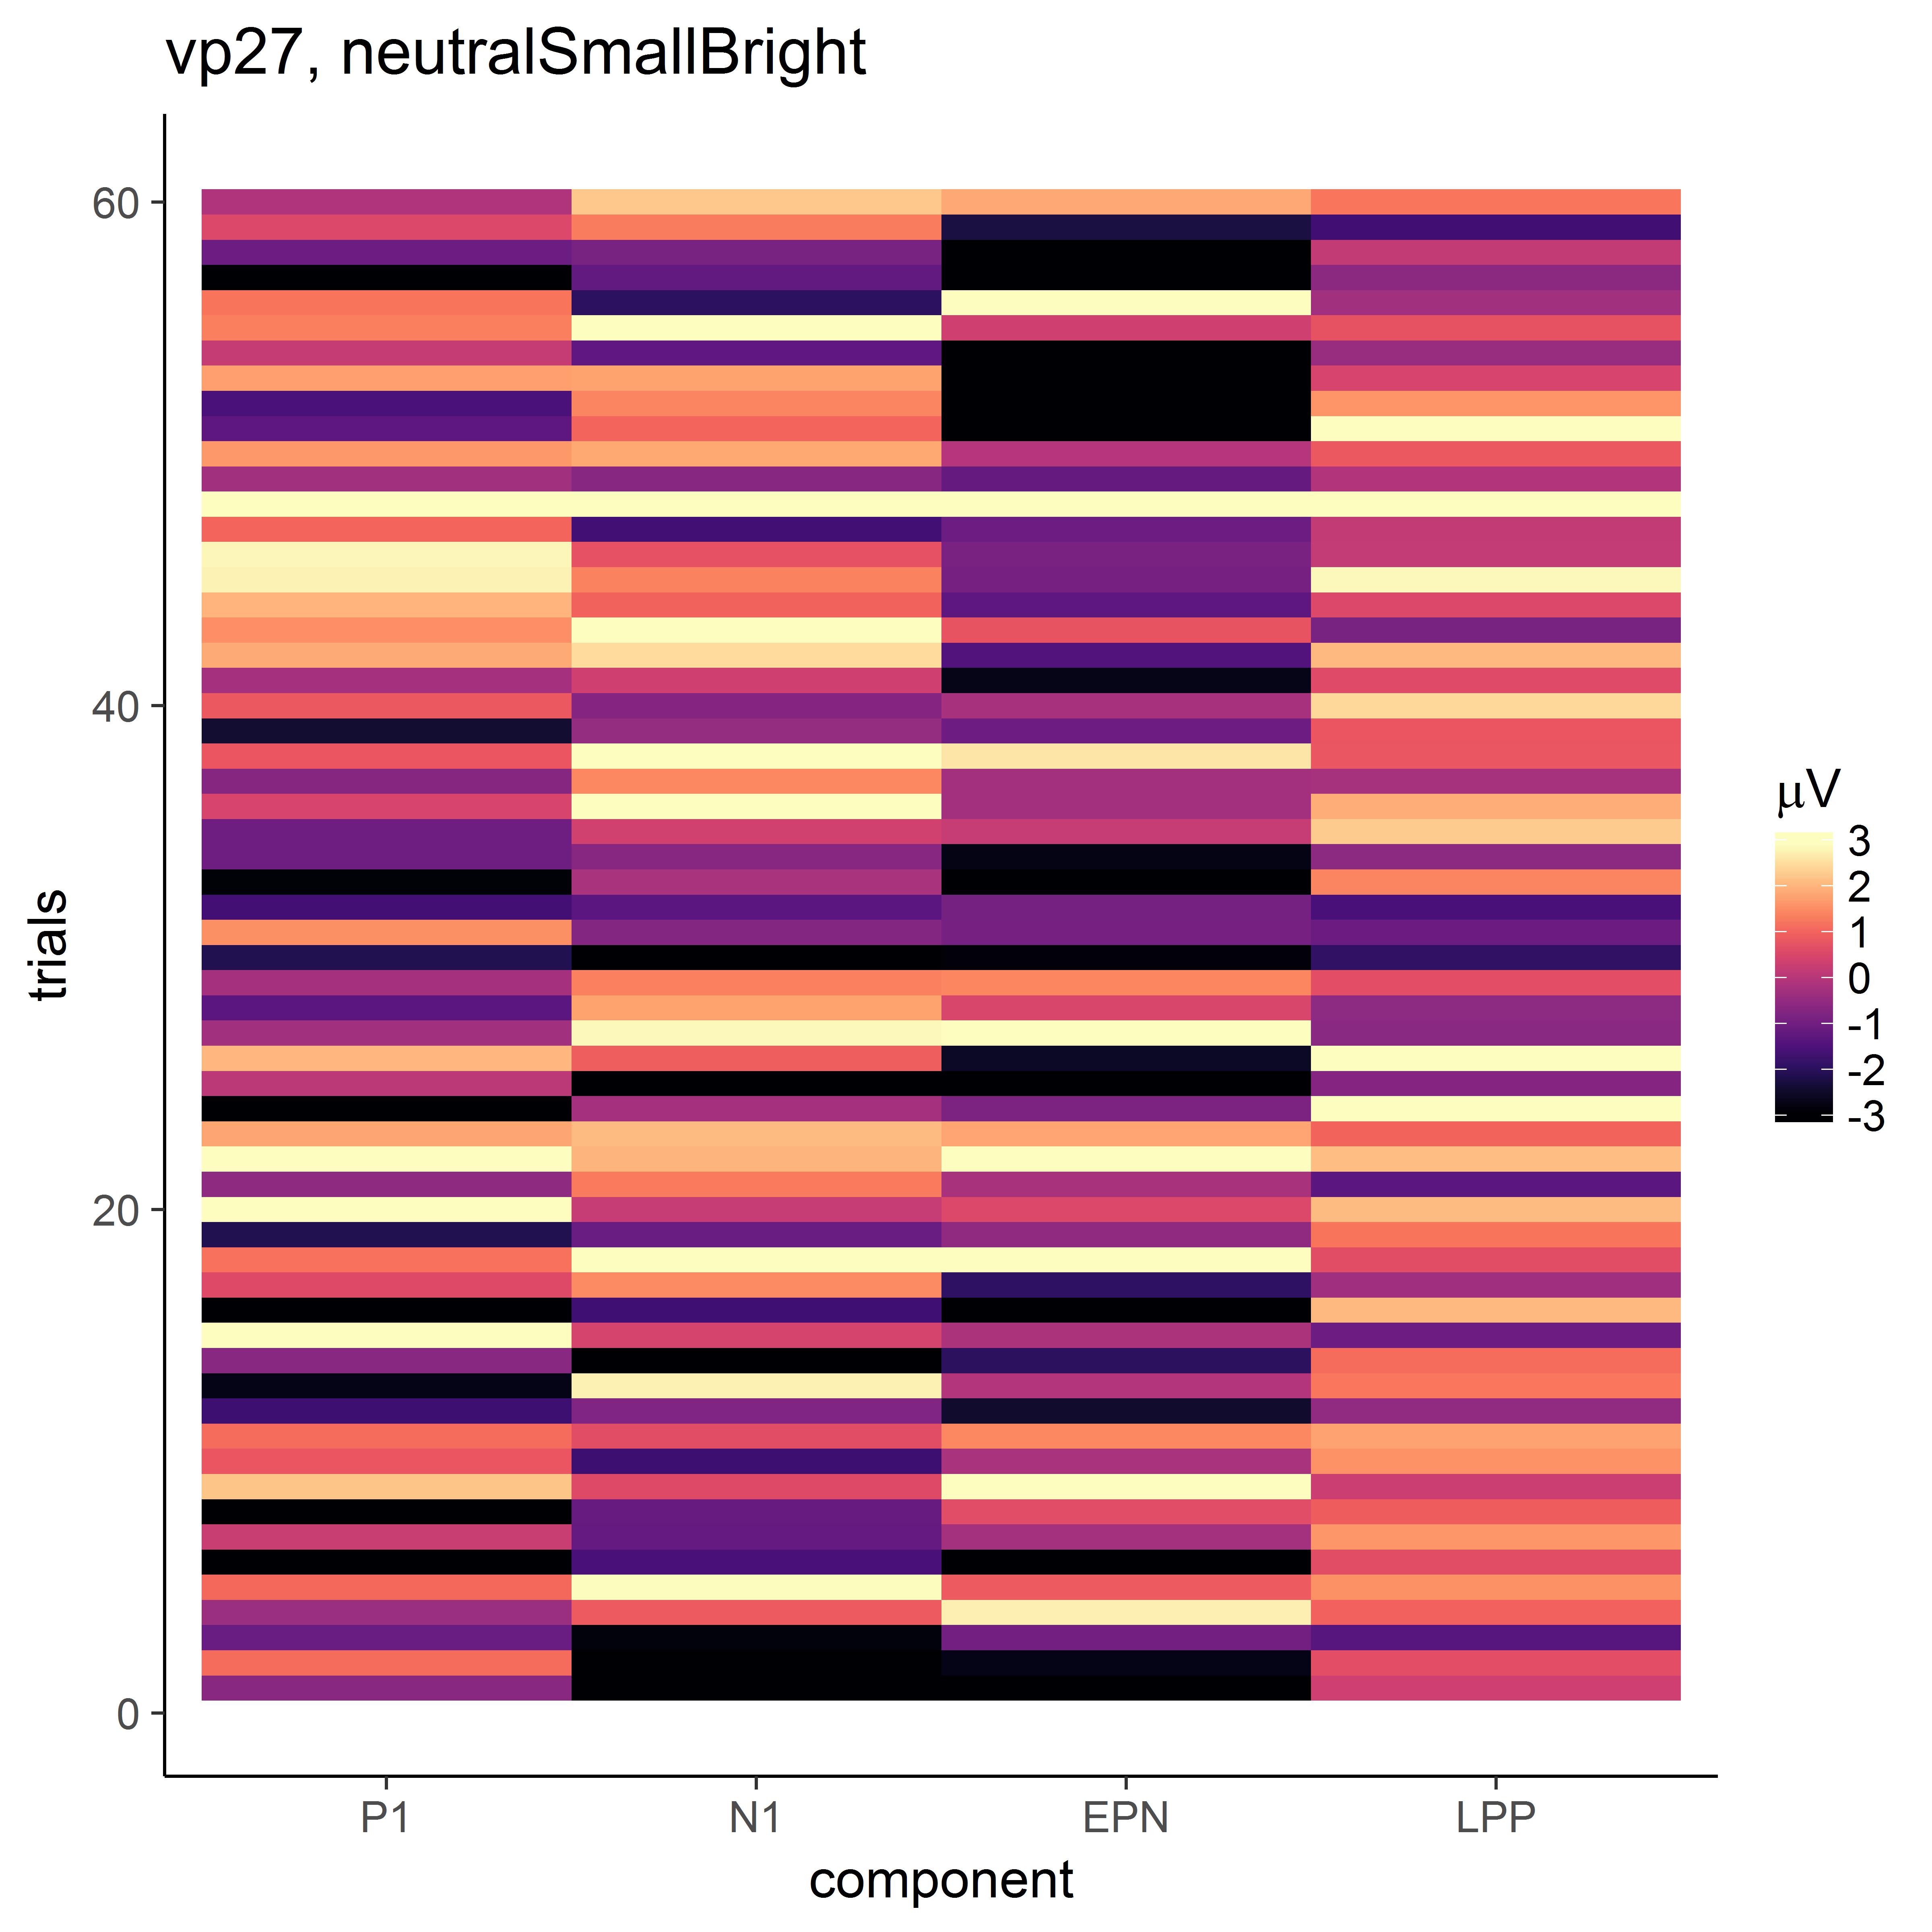 vp27, neutralSmallBright
60
40
20
0
trials
P1 N1 EPN LPP
component
μV
3
2
1
0
-1
-2
-3